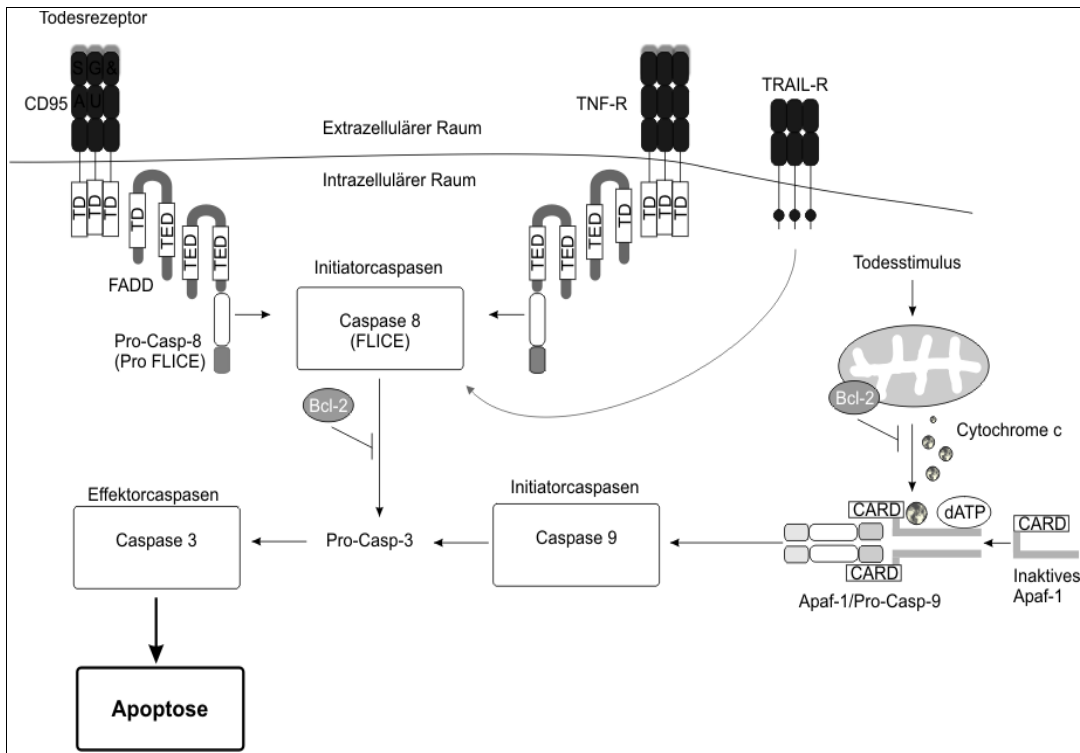 Todesrezeptor
S G &
CD95
A U
TNF-R
TRAIL-R
Extrazellulärer Raum
Intrazellulärer Raum
TD TD TD
TD
TED
TED
TED
FADD
Pro-Casp-8
(Pro FLICE)
Initiatorcaspasen
Caspase 8
(FLICE)
TED
TED
TED
TD
TD TD TD
Todesstimulus
Bcl-2
Bcl-2
Cytochrome c
Effektorcaspasen
Caspase 3
Pro-Casp-3
Initiatorcaspasen
Caspase 9
CARD
dATP
CARD
CARD
Apaf-1/Pro-Casp-9
Inaktives
Apaf-1
Apoptose